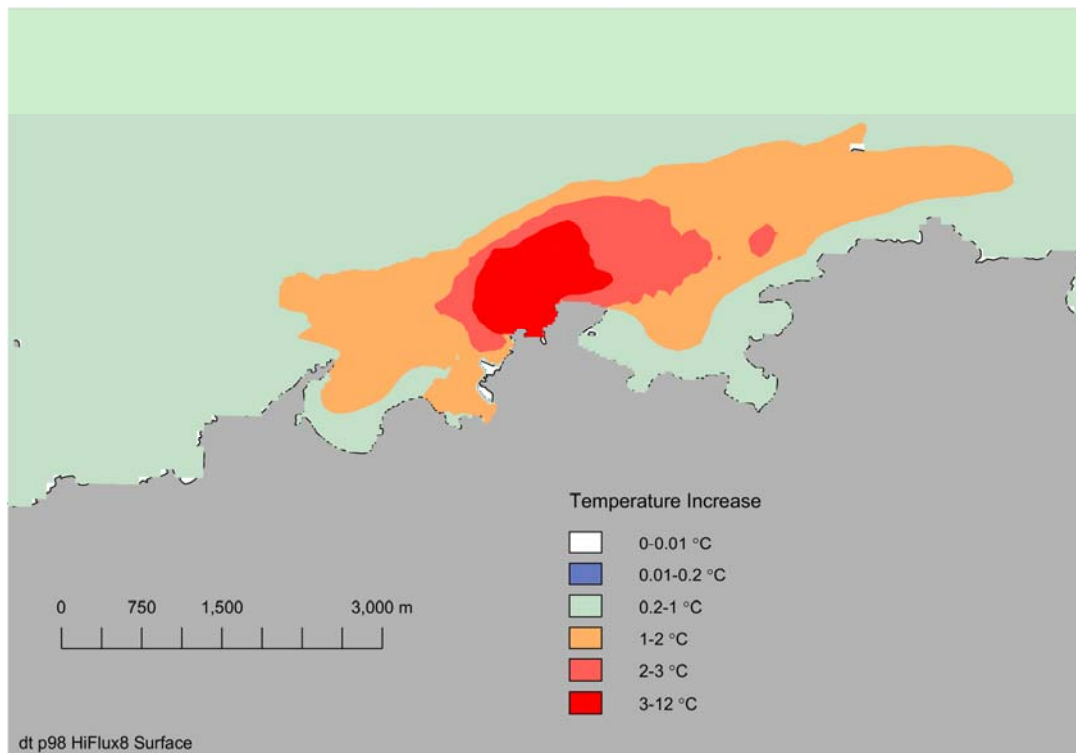 Temperature Increase
0-0.01 °C
0.01-0.2 °C
0.2-1 °C
1-2 °C
2-3 °C
3-12 °C
0 750 1,500 3,000 m
dt p98 HiFlux8 Surface